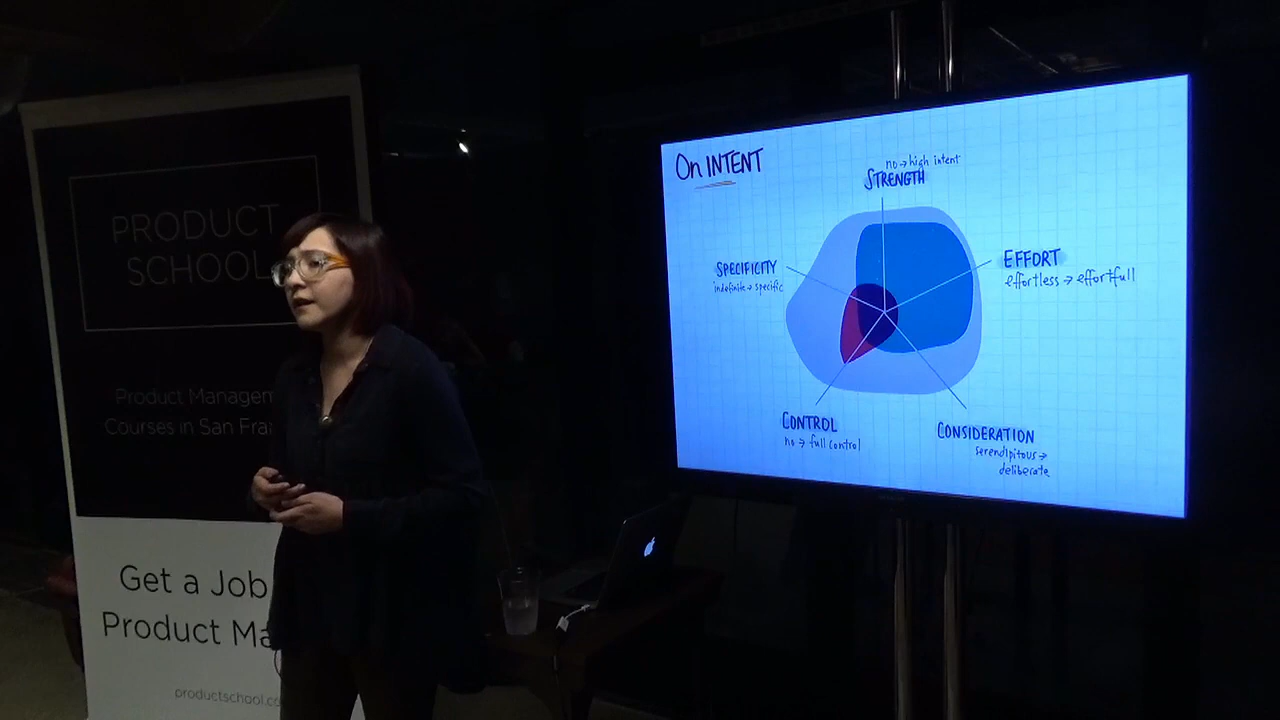 PRODUCT
SCHOOL
Product Managem
Courses in San Fra
Get a Job
Product Ma
productschool.co
On INTENT
no → high intent
STRENGTH
SPECIFICITY
indefinite → specific
EFFORT
effortless → effortfull
CONTROL
no → full control
CONSIDERATION
serendipitous →
deliberate